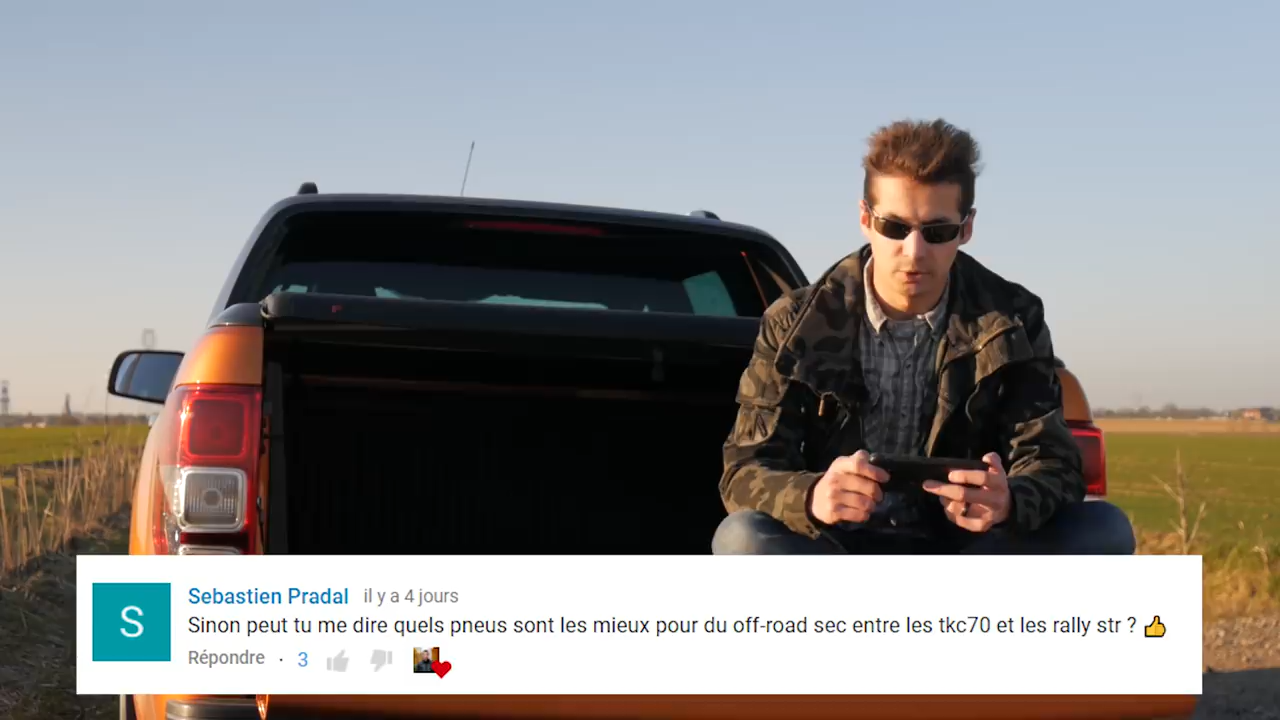 S
Sebastien Pradal il y a 4 jours
Sinon peut tu me dire quels pneus sont les mieux pour du off-road sec entre les tkc70 et les rally str ? 👍
Répondre · 3